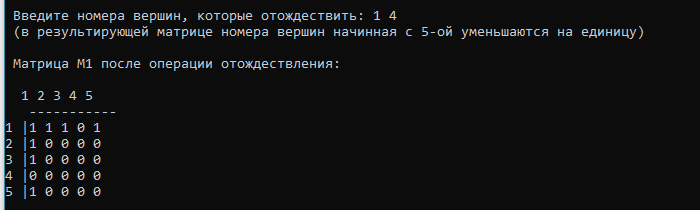 Введите номера вершин, которые отождествить: 1 4
(в результирующей матрице номера вершин начинная с 5-ой уменьшаются на единицу)
Матрица М1 после операции отождествления:
1 2 3 4 5
-----------
1 |1 1 1 0 1
2 |1 0 0 0 0
3 |1 0 0 0 0
4 |0 0 0 0 0
5 |1 0 0 0 0